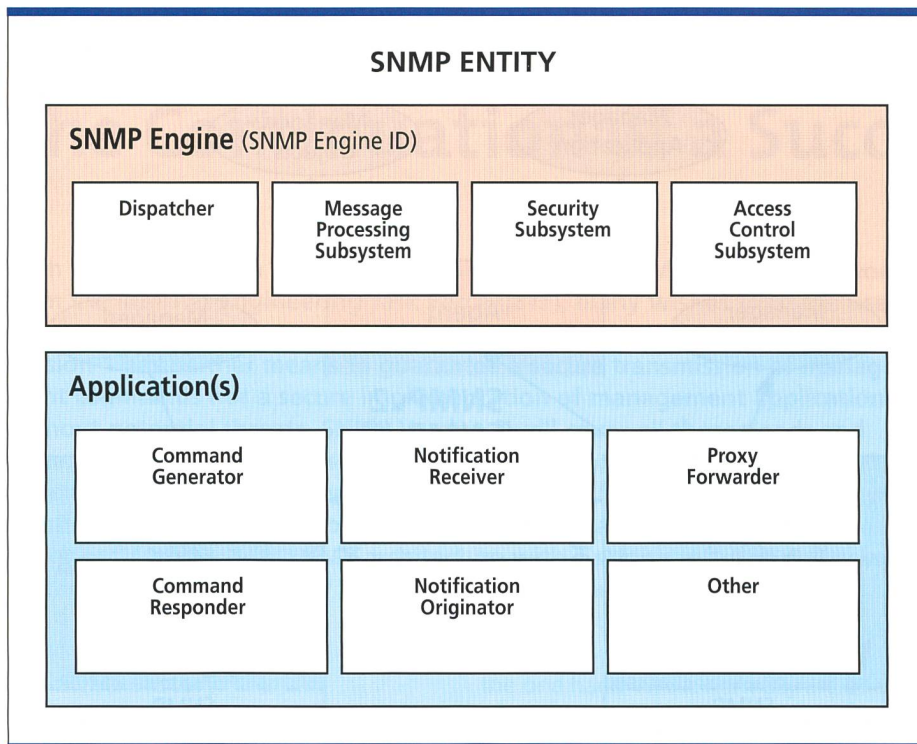 SNMP ENTITY
SNMP Engine (SNMP Engine ID)
Dispatcher
Message
Processing
Subsystem
Security
Subsystem
Access
Control
Subsystem
Application(s)
Command
Generator
Notification
Receiver
Proxy
Forwarder
Command
Responder
Notification
Originator
Other